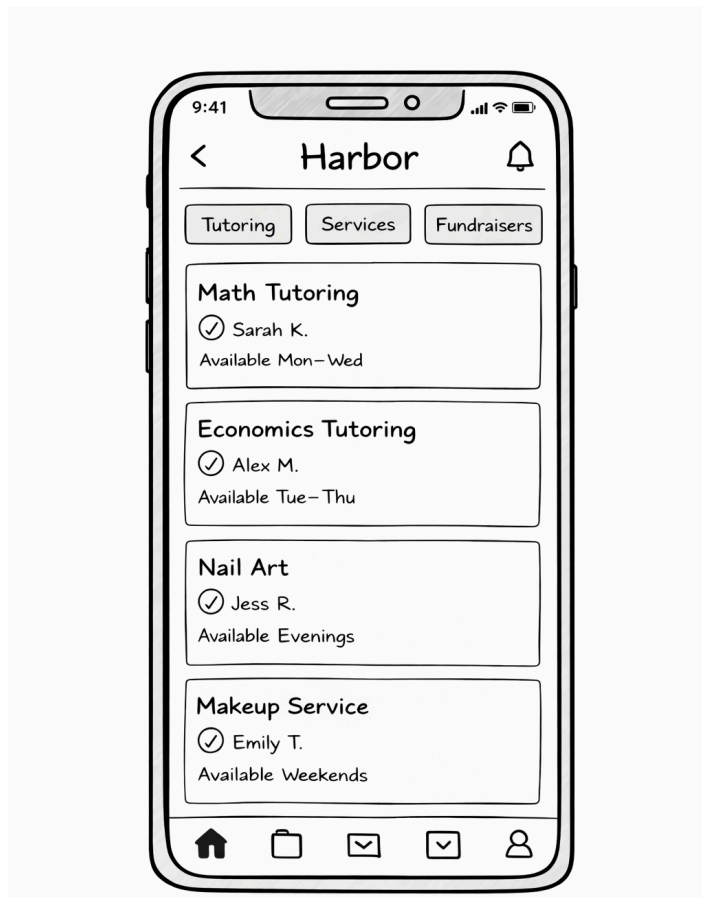 9:41
Harbor
Tutoring
Services
Fundraisers
Math Tutoring
Sarah K.
Available Mon–Wed
Economics Tutoring
Alex M.
Available Tue–Thu
Nail Art
Jess R.
Available Evenings
Makeup Service
Emily T.
Available Weekends